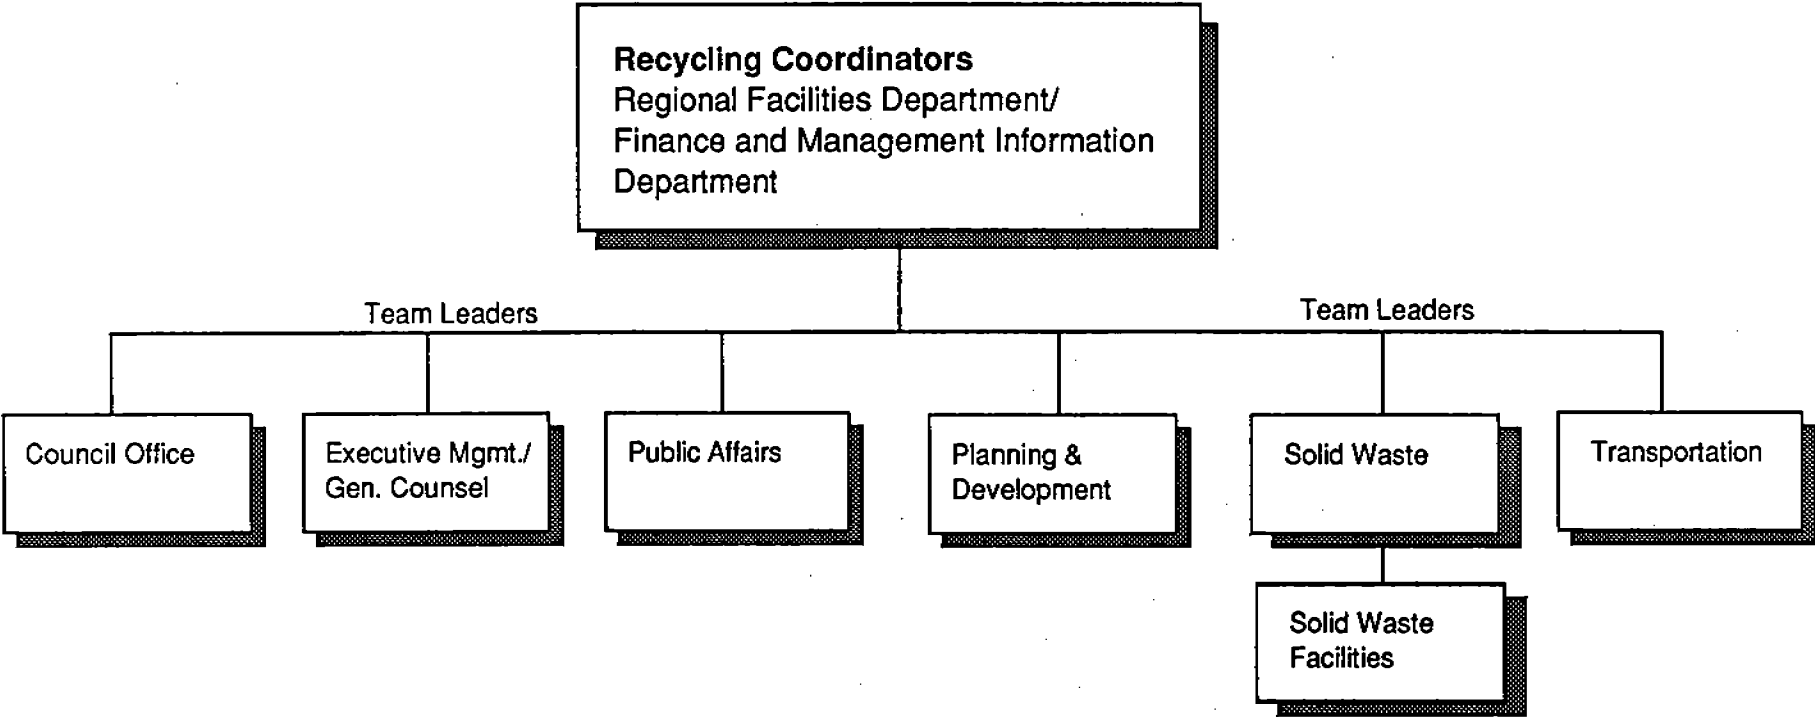 Recycling Coordinators
Regional Facilities Department/
Finance and Management Information
Department
Team Leaders
Team Leaders
Council Office
Executive Mgmt./
Gen. Counsel
Public Affairs
Planning &
Development
Solid Waste
Transportation
Solid Waste
Facilities